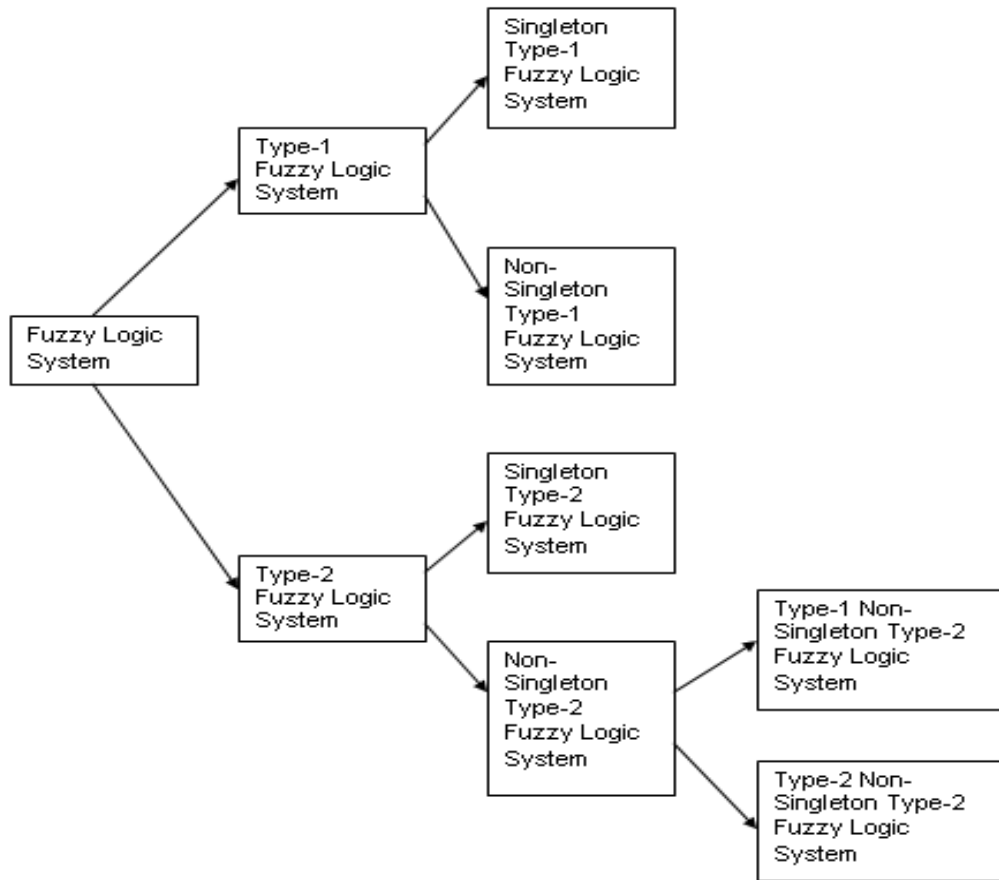 Singleton
Type-1
Fuzzy Logic
System
Type-1
Fuzzy Logic
System
Non-
Singleton
Type-1
Fuzzy Logic
System
Fuzzy Logic
System
Singleton
Type-2
Fuzzy Logic
System
Type-2
Fuzzy Logic
System
Non-
Singleton
Type-2
Fuzzy Logic
System
Type-1 Non-
Singleton Type-2
Fuzzy Logic
System
Type-2 Non-
Singleton Type-2
Fuzzy Logic
System